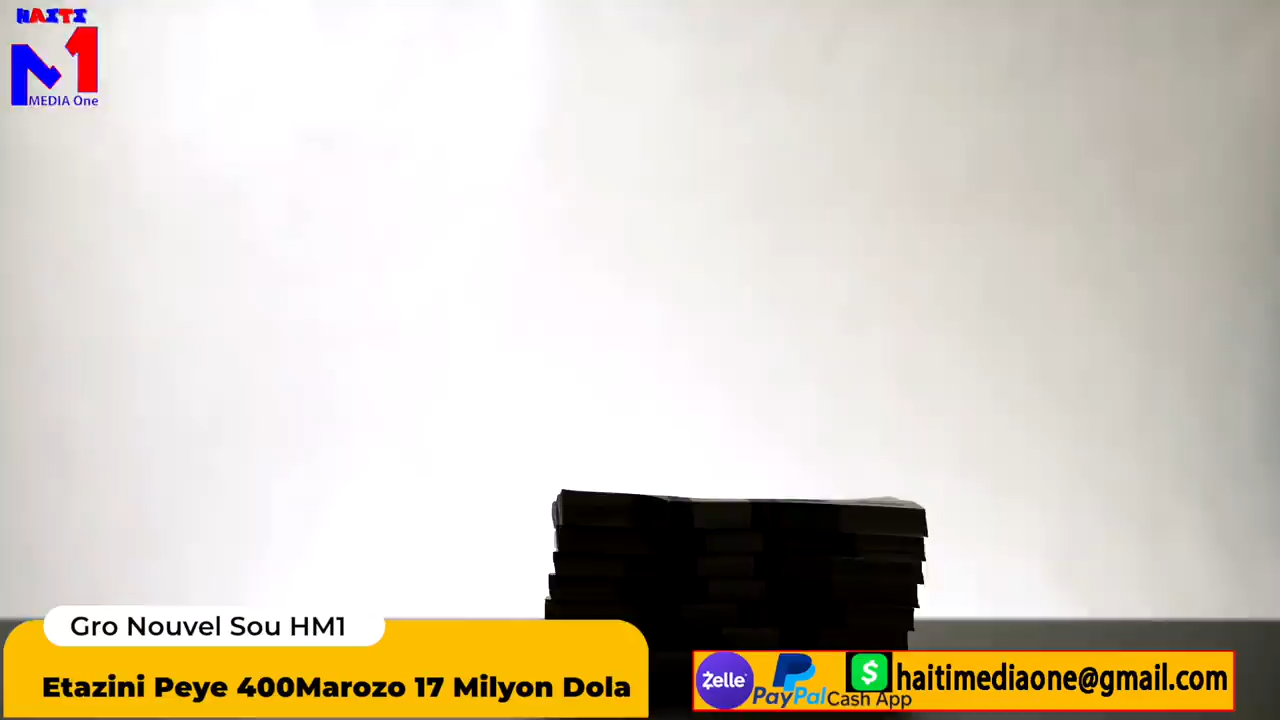 HAITI
M1
MEDIA One
Gro Nouvel Sou HM1
Etazini Peye 400Marozo 17 Milyon Dola
Zelle
PayPal
$
Cash App
haitimediaone@gmail.com